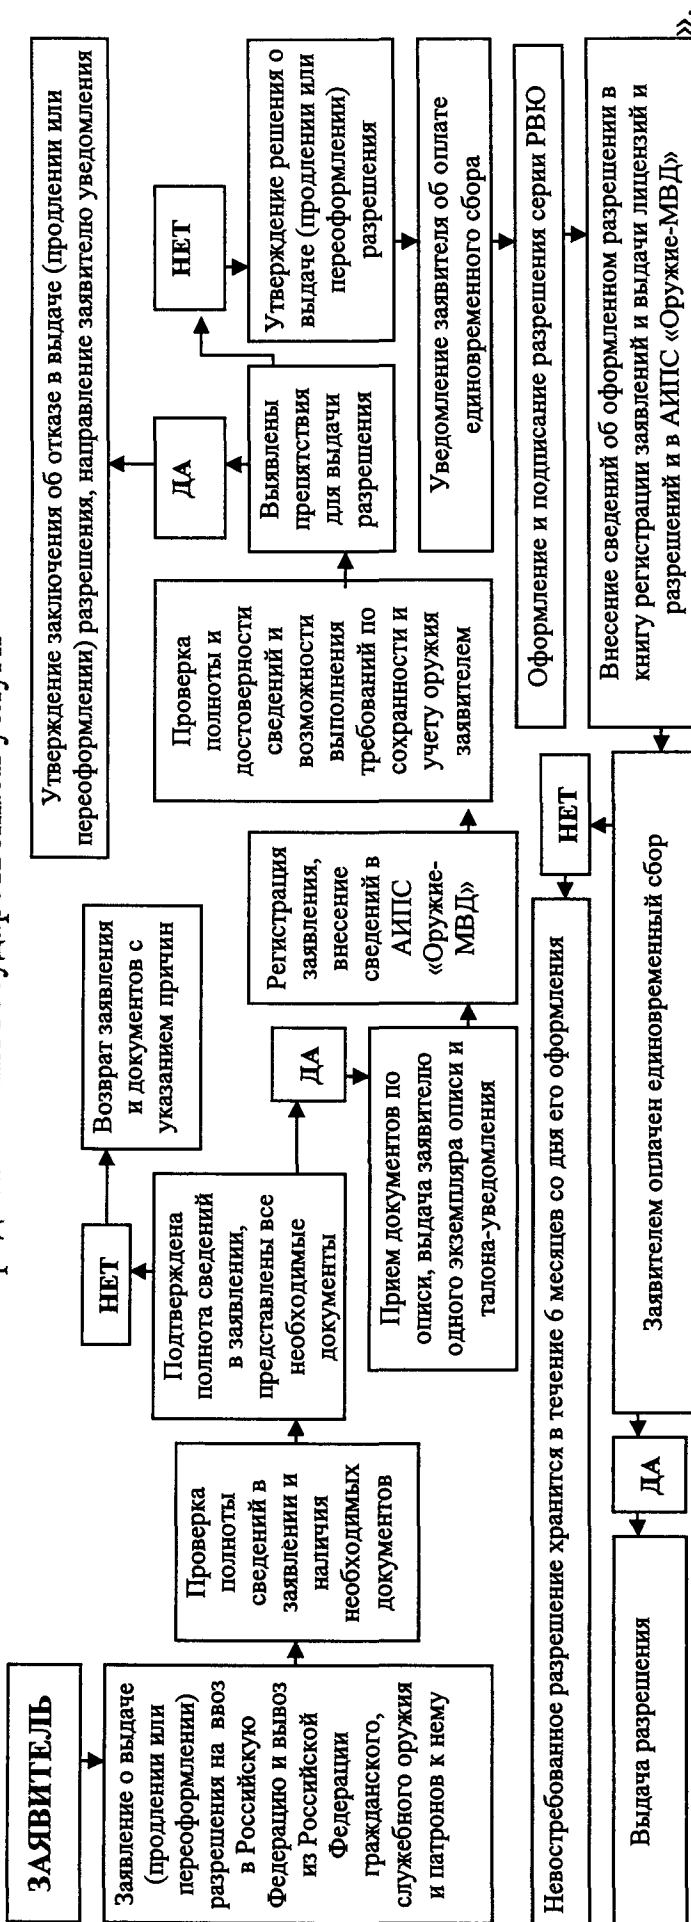 ЗАЯВИТЕЛЬ
Заявление о выдаче
(продлении или
переоформлении)
разрешения на ввоз
в Российскую
Федерацию и вывоз
из Российской
Федерации
гражданского,
служебного оружия
и патронов к нему
Проверка
полноты
сведений в
заявлении и
наличия
необходимых
документов
Подтверждена
полнота сведений
в заявлении,
представлены все
необходимые
документы
НЕТ
Возврат заявления
и документов с
указанием причин
ДА
Прием документов по
описи, выдача заявителю
одного экземпляра описи и
талона-уведомления
Регистрация
заявления,
внесение
сведений в
АИПС
«Оружие-
МВД»
Проверка
полноты и
достоверности
сведений и
возможности
выполнения
требований по
сохранности и
учету оружия
заявителем
Выявлены
препятствия
для выдачи
разрешения
ДА
Утверждение заключения об отказе в выдаче (продлении или
переоформлении) разрешения, направление заявителю уведомления
НЕТ
Утверждение решения о
выдаче (продлении или
переоформлении)
разрешения
Уведомление заявителя об оплате
единовременного сбора
Оформление и подписание разрешения серии РВЮ
Внесение сведений об оформленном разрешении в
книгу регистрации заявлений и выдачи лицензий и
разрешений и в АИПС «Оружие-МВД»
Заявителем оплачен единовременный сбор
НЕТ
Невостребованное разрешение хранится в течение 6 месяцев со дня его оформления
ДА
Выдача разрешения
».